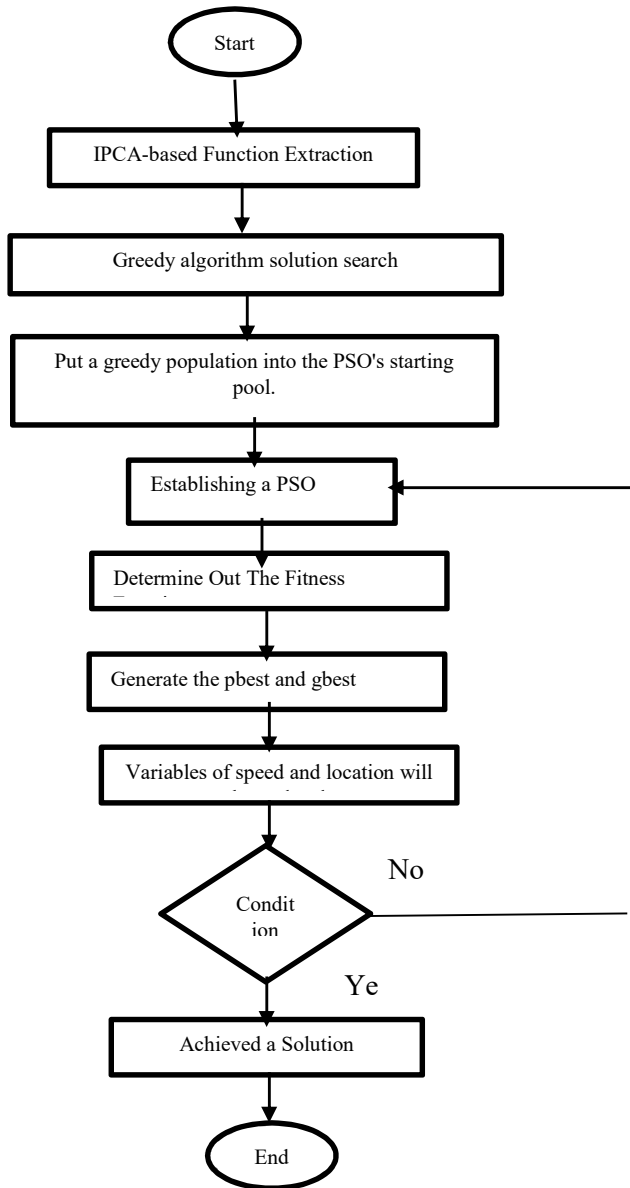 Start
IPCA-based Function Extraction
Greedy algorithm solution search
Put a greedy population into the PSO's starting
pool.
Establishing a PSO
Determine Out The Fitness
Generate the pbest and gbest
Variables of speed and location will
No
Condit
ion
Ye
Achieved a Solution
End